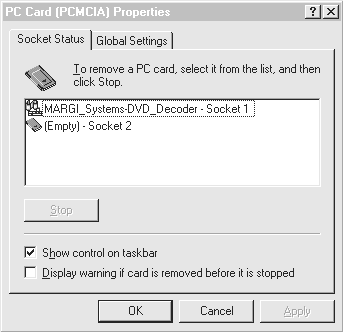 PC Card (PCMCIA) Properties
Socket Status
Global Settings
To remove a PC card, select it from the list, and then
click Stop.
MARGI_Systems-DVD_Decoder - Socket 1
(Empty) - Socket 2
Stop
Show control on taskbar
Display warning if card is removed before it is stopped
OK
Cancel
Apply